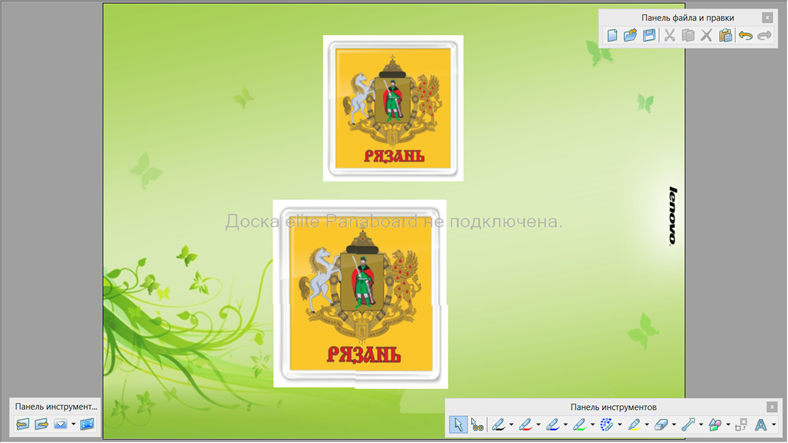 Панель файла и правки
РЯЗАНЬ
lenovo.
Доска elite Panaboard не подключена.
РЯЗАНЬ
Панель инструмент...
Панель инструментов